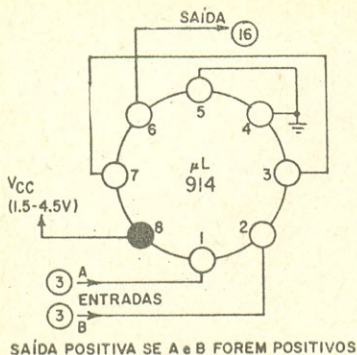 SAÍDA
16
5
6
4
µL
914
7
3
VCC
(1.5-4.5V)
8
1
2
3 A
ENTRADAS
3 B
SAÍDA POSITIVA SE A e B FOREM POSITIVOS